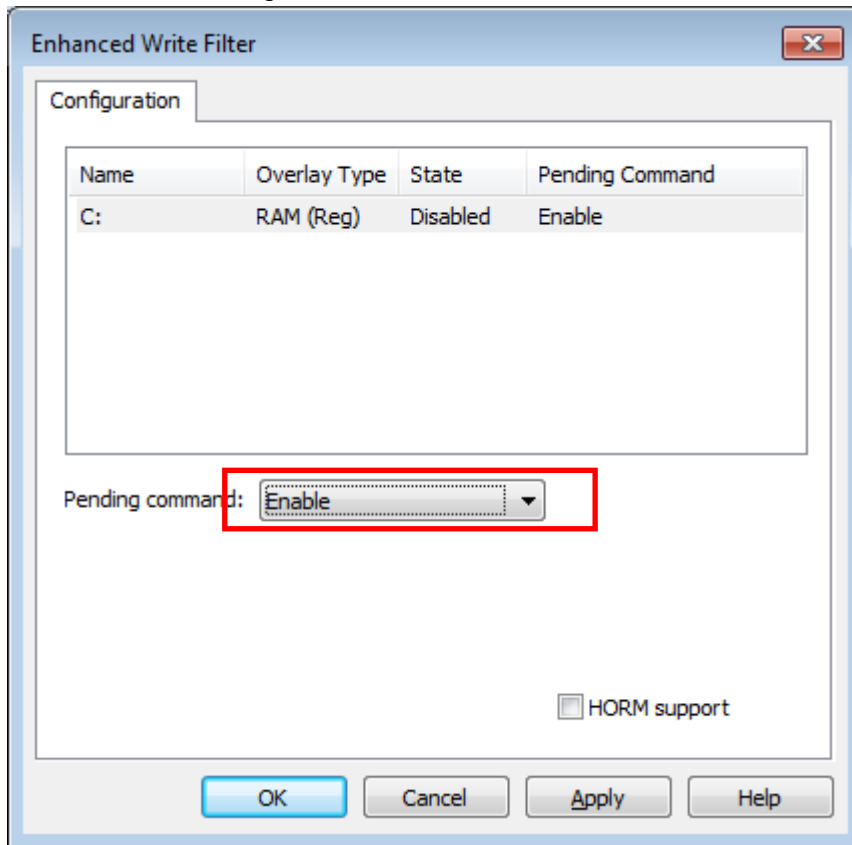 Enhanced Write Filter
Configuration
Name Overlay Type State Pending Command
C: RAM (Reg) Disabled Enable
Pending command: Enable
HORM support
OK Cancel Apply Help